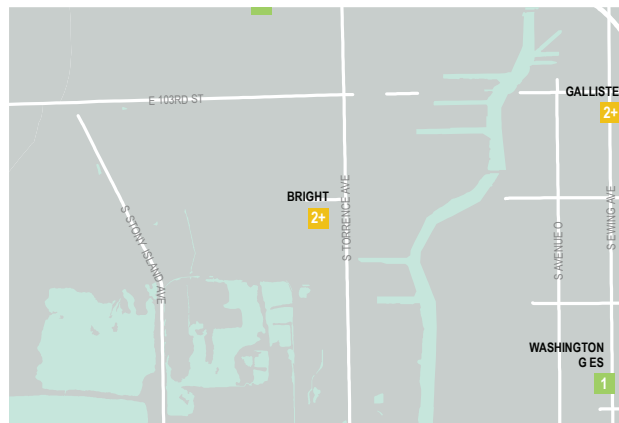 E 103RD ST
GALLISTE
2+
BRIGHT
2+
S STONY ISLAND AVE
S TORRENCE AVE
S AVENUE O
S EWING AVE
WASHINGTON
G ES
1